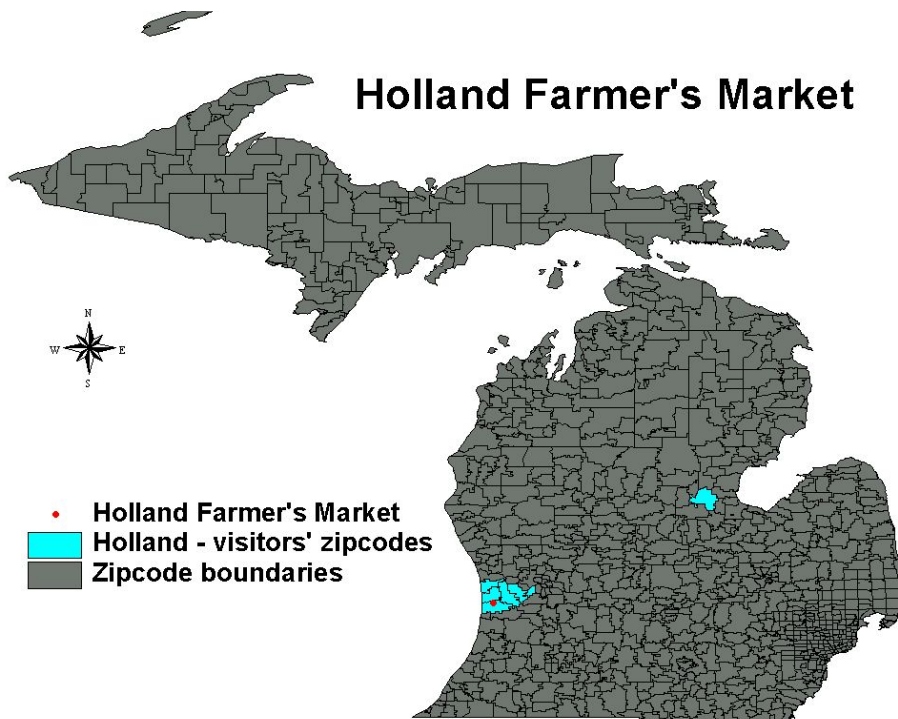 Holland Farmer's Market
N
W E
S
Holland Farmer's Market
Holland - visitors' zipcodes
Zipcode boundaries